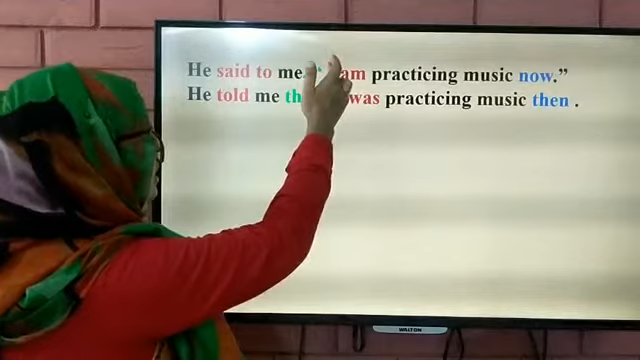 He said to me am practicing music now.”
He told me was practicing music then .
WALTON